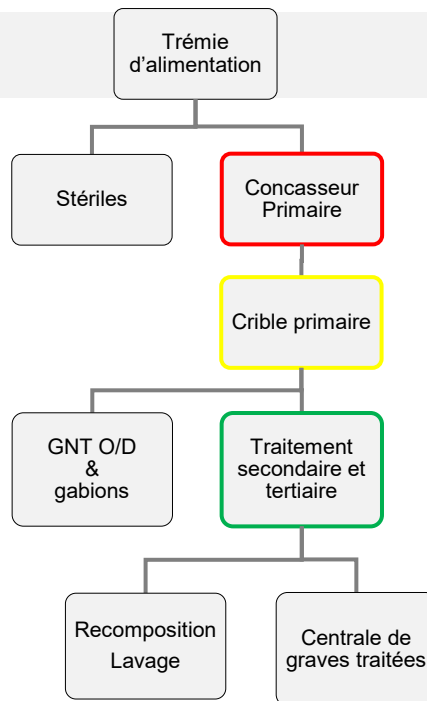 Trémie
d'alimentation
Stériles
Concasseur
Primaire
Crible primaire
GNT O/D
&
gabions
Traitement
secondaire et
tertiaire
Recomposition
Lavage
Centrale de
graves traitées